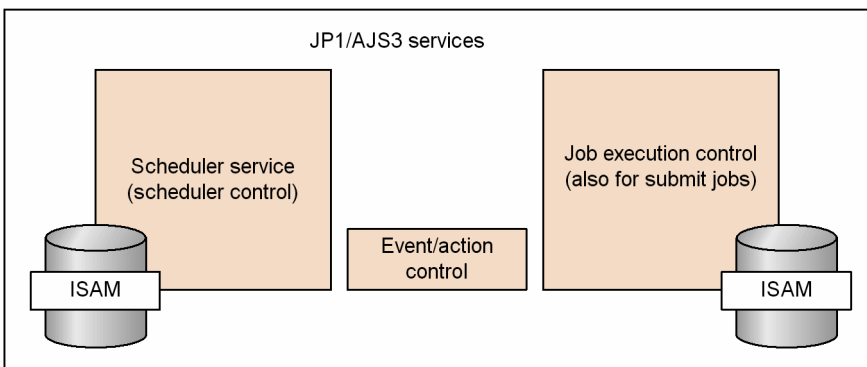 JP1/AJS3 services
Scheduler service
(scheduler control)
Job execution control
(also for submit jobs)
Event/action
control
ISAM
ISAM